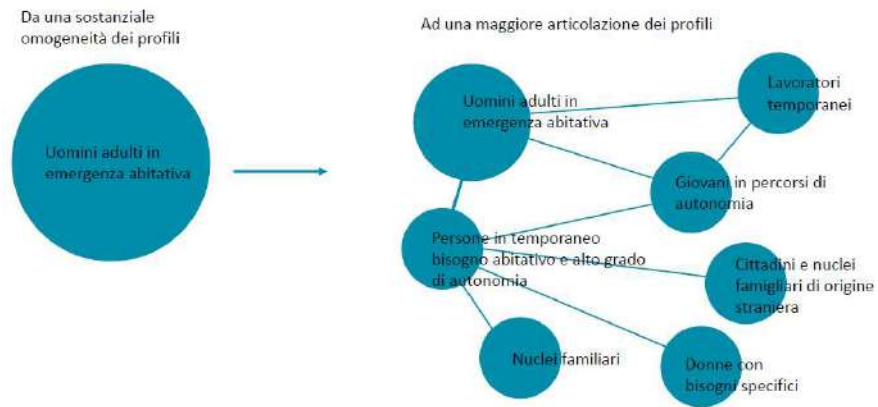 Da una sostanziale
omogeneità dei profili
Uomini adulti in
emergenza abitativa
Ad una maggiore articolazione dei profili
Uomini adulti in
emergenza abitativa
Lavoratori
temporanei
Giovani in percorsi di
autonomia
Persone in temporaneo
bisogno abitativo e alto grado
di autonomia
Cittadini e nuclei
famigliari di origine
straniera
Nuclei familiari
Donne con
bisogni specifici